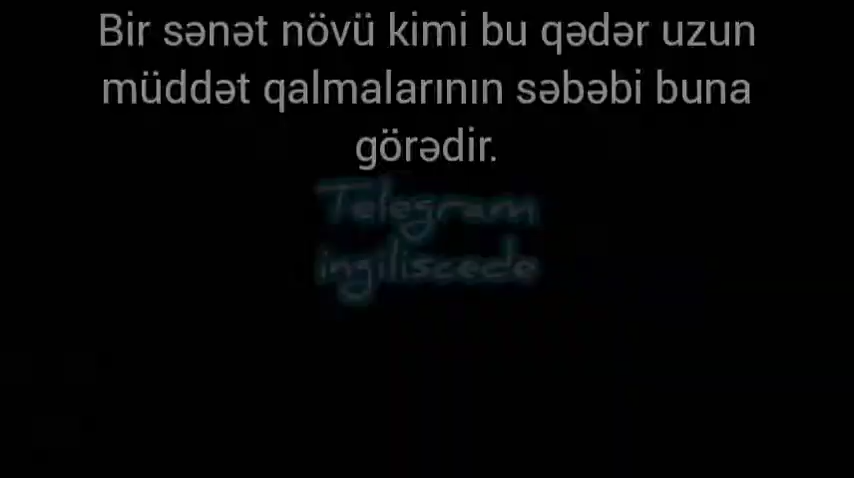 Bir sənət növü kimi bu qədər uzun
müddət qalmalarının səbəbi buna
görədir.
Telegram
ingiliscede